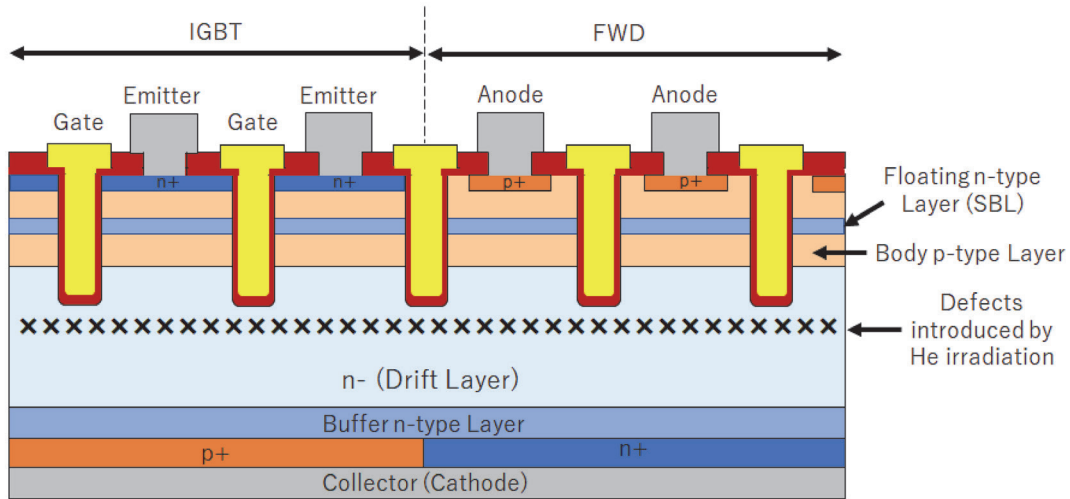 IGBT
FWD
Emitter
Emitter
Anode
Anode
Gate
Gate
n+
n+
p+
p+
Floating n-type
Layer (SBL)
Body p-type Layer
Defects
introduced by
He irradiation
n- (Drift Layer)
Buffer n-type Layer
p+
n+
Collector (Cathode)